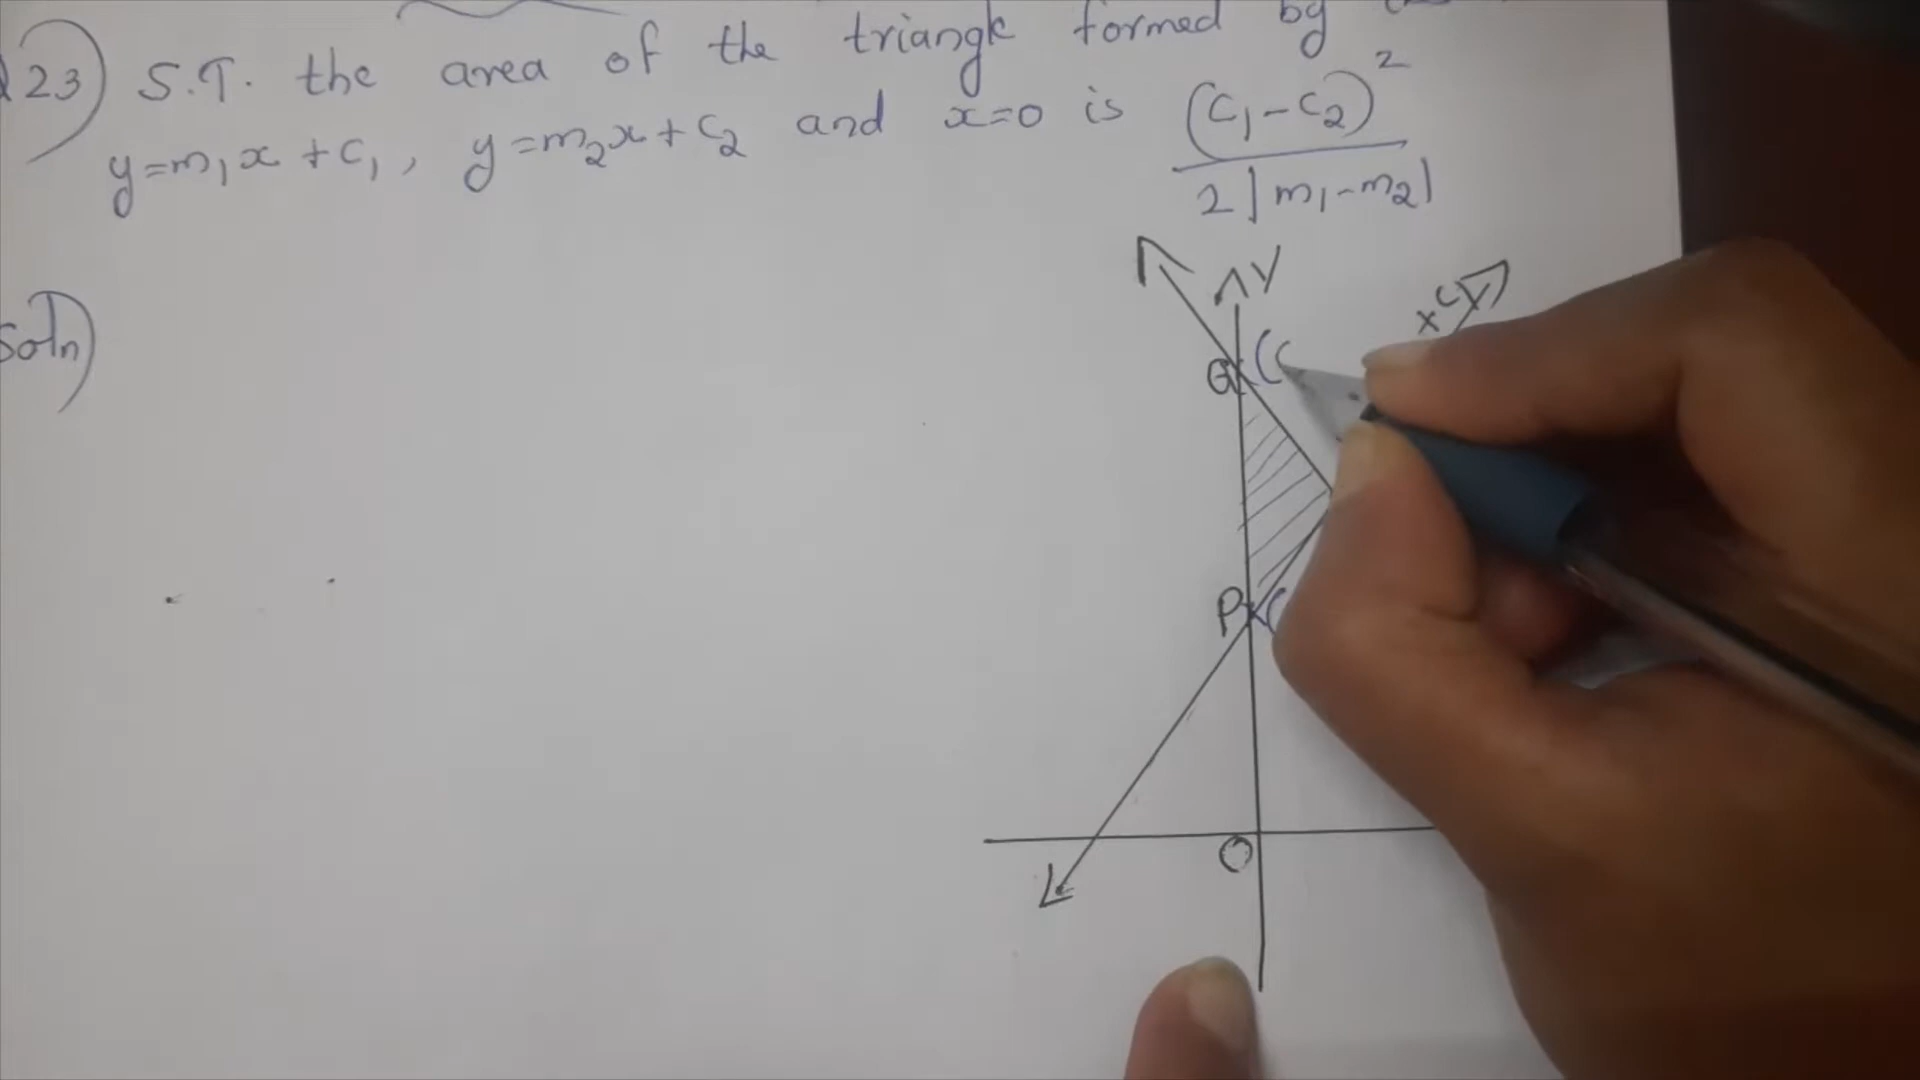 23) S.T. the area of the triangle formed by
y=m₁x + c₁, y=m₂x + c₂ and x=0 is (c₁-c₂)² / 2|m₁-m₂|
Soln)
Y
Q (
P (
O